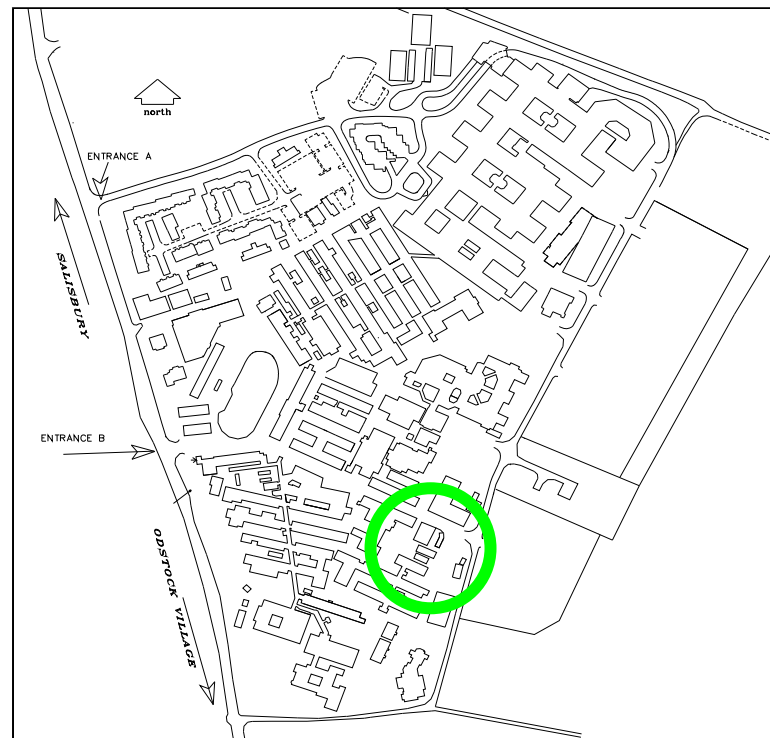 north
ENTRANCE A
SALISBURY
ENTRANCE B
ODSTOCK VILLAGE